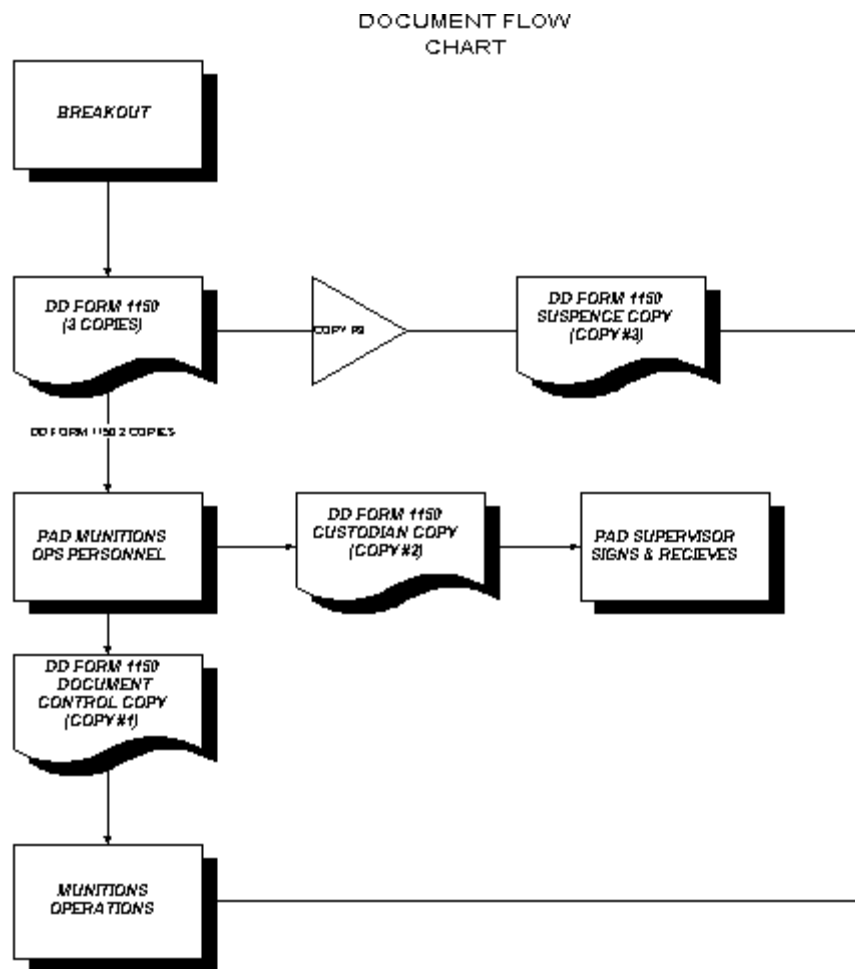 DOCUMENT FLOW
CHART
BREAKOUT
DD FORM 1150
(3 COPIES)
COPY #3
DD FORM 1150
SUSPENCE COPY
(COPY #3)
DD FORM 1150 2 COPIES
PAD MUNITIONS
OPS PERSONNEL
DD FORM 1150
CUSTODIAN COPY
(COPY #2)
PAD SUPERVISOR
SIGNS & RECIEVES
DD FORM 1150
DOCUMENT
CONTROL COPY
(COPY #1)
MUNITIONS
OPERATIONS